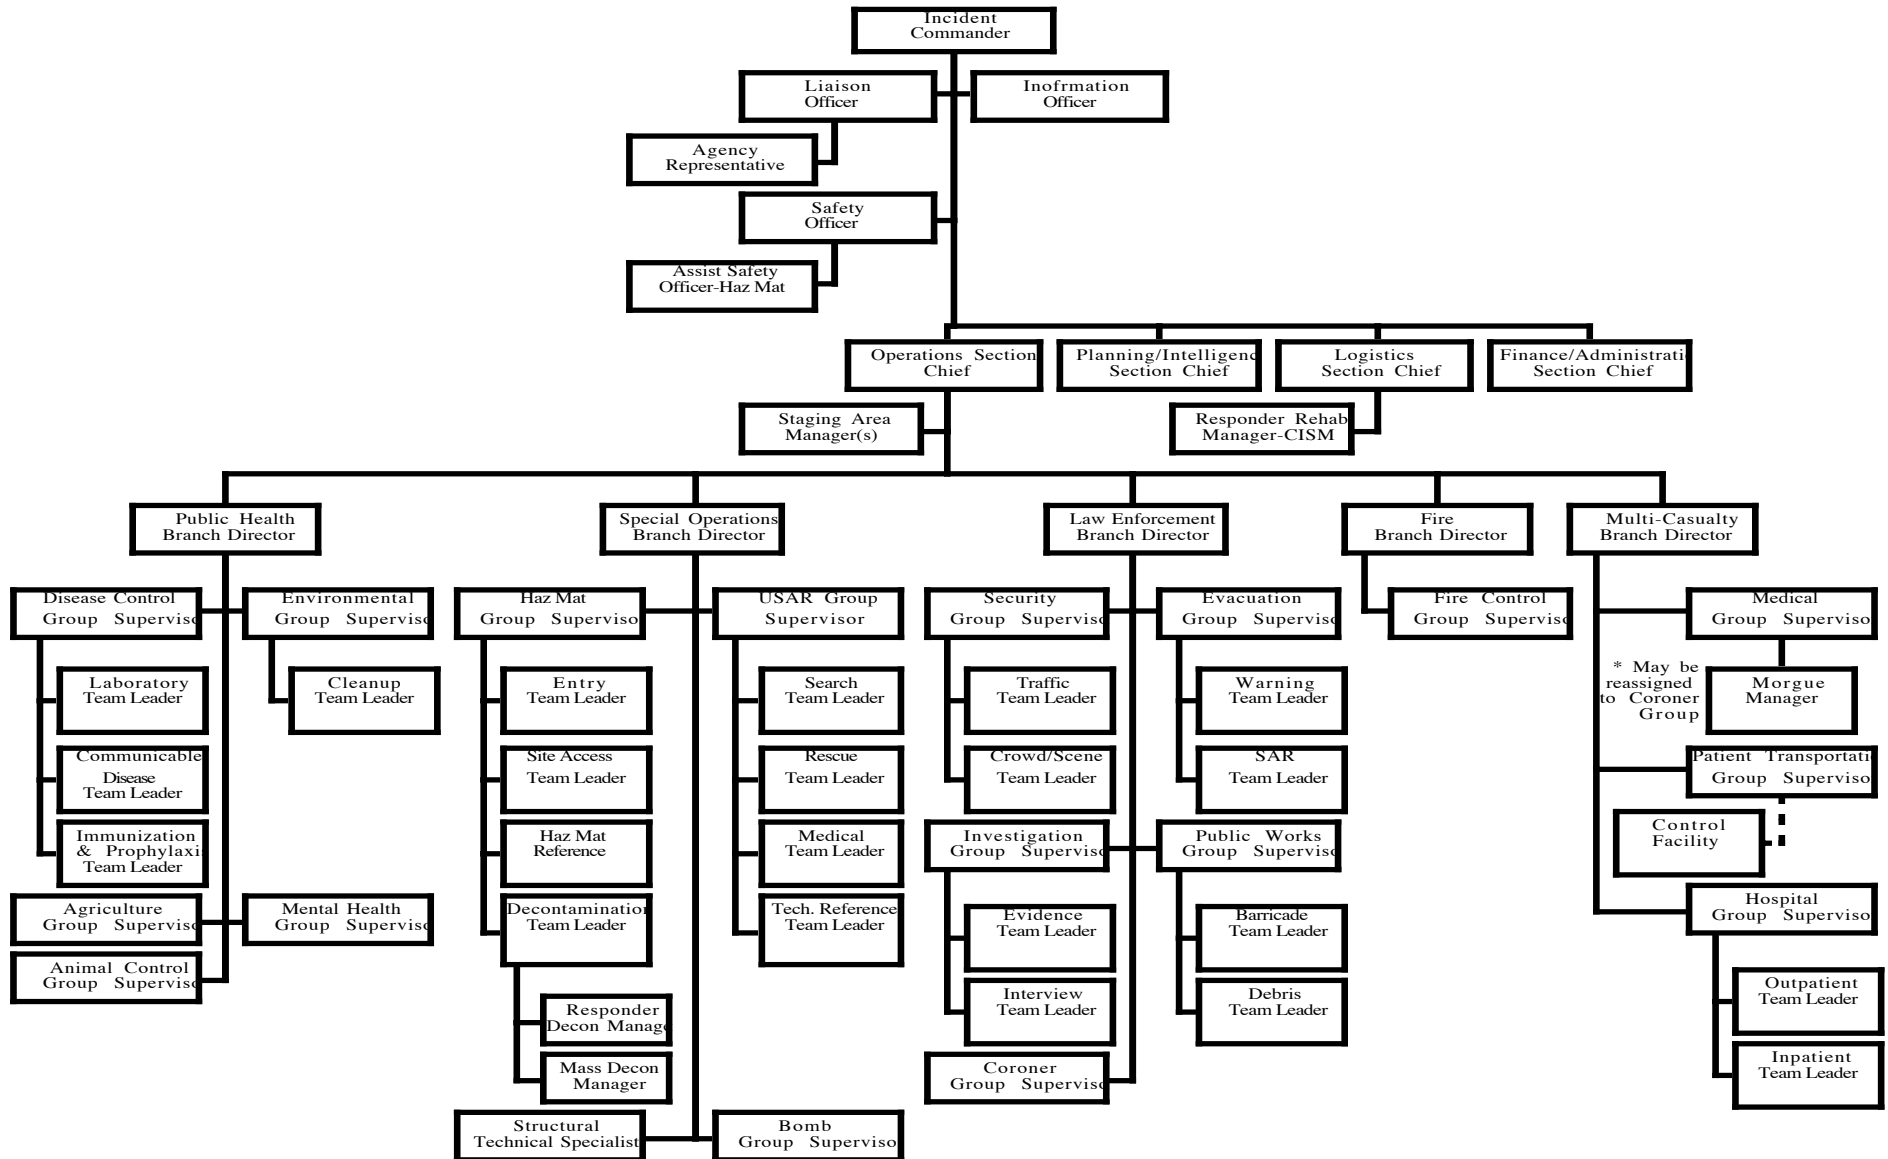 Incident
Commander
Liaison
Officer
Inofrmation
Officer
Agency
Representative
Safety
Officer
Assist Safety
Officer-Haz Mat
Operations Section
Chief
Planning/Intelligenc
Section Chief
Logistics
Section Chief
Finance/Administrati
Section Chief
Staging Area
Manager(s)
Responder Rehab
Manager-CISM
Public Health
Branch Director
Special Operations
Branch Director
Law Enforcement
Branch Director
Fire
Branch Director
Multi-Casualty
Branch Director
Disease Control
Group Superviso
Environmental
Group Superviso
Haz Mat
Group Superviso
USAR Group
Supervisor
Security
Group Superviso
Evacuation
Group Superviso
Fire Control
Group Superviso
Medical
Group Superviso
Laboratory
Team Leader
Cleanup
Team Leader
Entry
Team Leader
Search
Team Leader
Traffic
Team Leader
Warning
Team Leader
* May be
reassigned
to Coroner
Group
Morgue
Manager
Communicable
Disease
Team Leader
Site Access
Team Leader
Rescue
Team Leader
Crowd/Scene
Team Leader
SAR
Team Leader
Patient Transportati
Group Superviso
Immunization
& Prophylaxis
Team Leader
Haz Mat
Reference
Medical
Team Leader
Investigation
Group Superviso
Public Works
Group Superviso
Control
Facility
Agriculture
Group Superviso
Mental Health
Group Superviso
Decontamination
Team Leader
Tech. Reference
Team Leader
Evidence
Team Leader
Barricade
Team Leader
Hospital
Group Superviso
Animal Control
Group Superviso
Responder
Decon Manage
Interview
Team Leader
Debris
Team Leader
Outpatient
Team Leader
Mass Decon
Manager
Coroner
Group Superviso
Inpatient
Team Leader
Structural
Technical Specialist
Bomb
Group Superviso